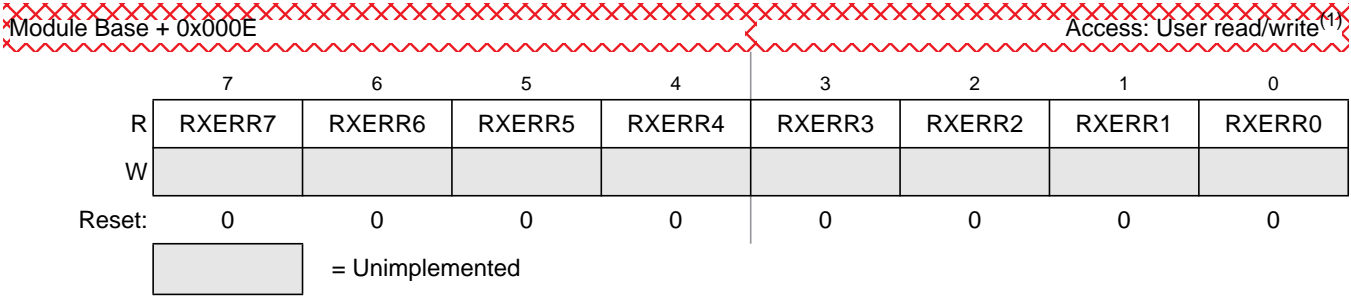 Module Base + 0x000E Access: User read/write(1)
7 6 5 4 3 2 1 0
R RXERR7 RXERR6 RXERR5 RXERR4 RXERR3 RXERR2 RXERR1 RXERR0
W
Reset: 0 0 0 0 0 0 0 0
= Unimplemented